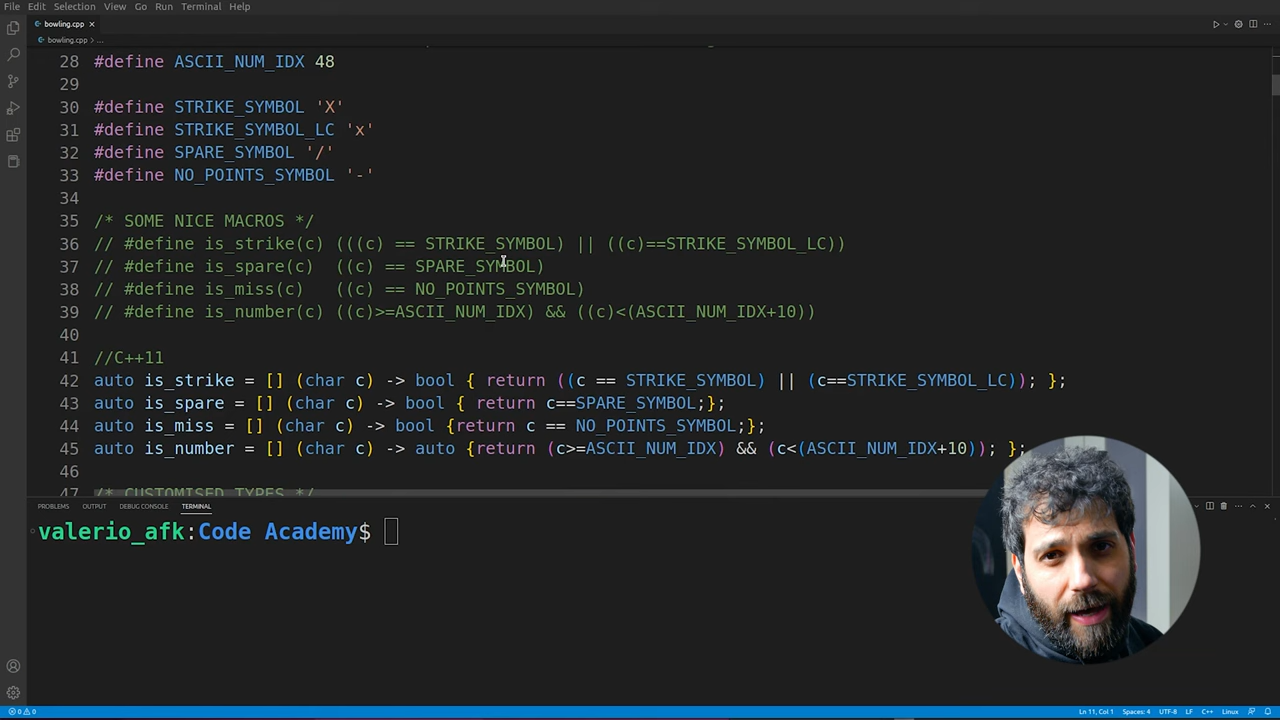 File Edit Selection View Go Run Terminal Help
bowling.cpp
bowling.cpp > ...
28 #define ASCII_NUM_IDX 48
29
30 #define STRIKE_SYMBOL 'X'
31 #define STRIKE_SYMBOL_LC 'x'
32 #define SPARE_SYMBOL '/'
33 #define NO_POINTS_SYMBOL '-'
34
35 /* SOME NICE MACROS */
36 // #define is_strike(c) (((c) == STRIKE_SYMBOL) || ((c)==STRIKE_SYMBOL_LC))
37 // #define is_spare(c)  ((c) == SPARE_SYMBOL)
38 // #define is_miss(c)   ((c) == NO_POINTS_SYMBOL)
39 // #define is_number(c) ((c)>=ASCII_NUM_IDX) && ((c)<(ASCII_NUM_IDX+10))
40
41 //C++11
42 auto is_strike = [] (char c) -> bool { return ((c == STRIKE_SYMBOL) || (c==STRIKE_SYMBOL_LC)); };
43 auto is_spare = [] (char c) -> bool { return c==SPARE_SYMBOL;};
44 auto is_miss = [] (char c) -> bool {return c == NO_POINTS_SYMBOL;};
45 auto is_number = [] (char c) -> auto {return (c>=ASCII_NUM_IDX) && (c<(ASCII_NUM_IDX+10)); };
46
47 /* CUSTOMISED TYPES */
PROBLEMS OUTPUT DEBUG CONSOLE TERMINAL
valerio_afk:Code Academy$
0 0 Ln 11, Col 1 Spaces: 4 UTF-8 LF C++ Linux